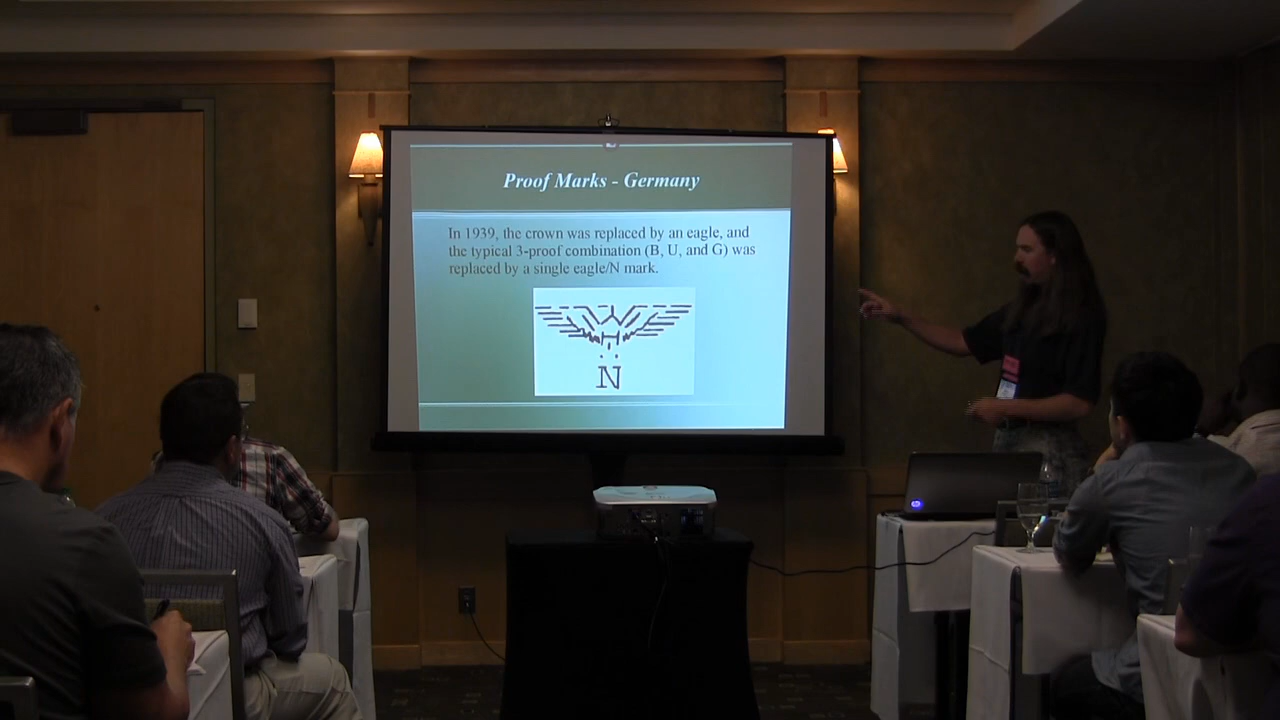 Proof Marks - Germany
In 1939, the crown was replaced by an eagle, and
the typical 3-proof combination (B, U, and G) was
replaced by a single eagle/N mark.
N